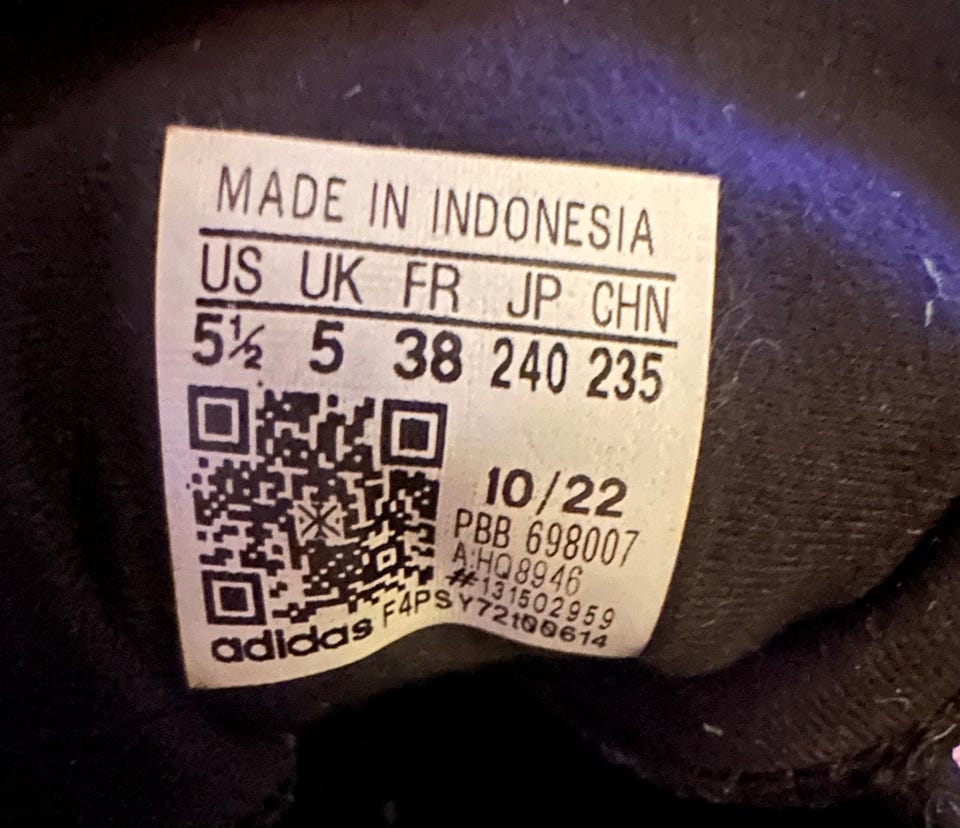 MADE IN INDONESIA
US UK FR JP CHN
5½ 5 38 240 235
10/22
PBB 698007
A:HQ8946
#131502959
adidas F4PSY72t00614